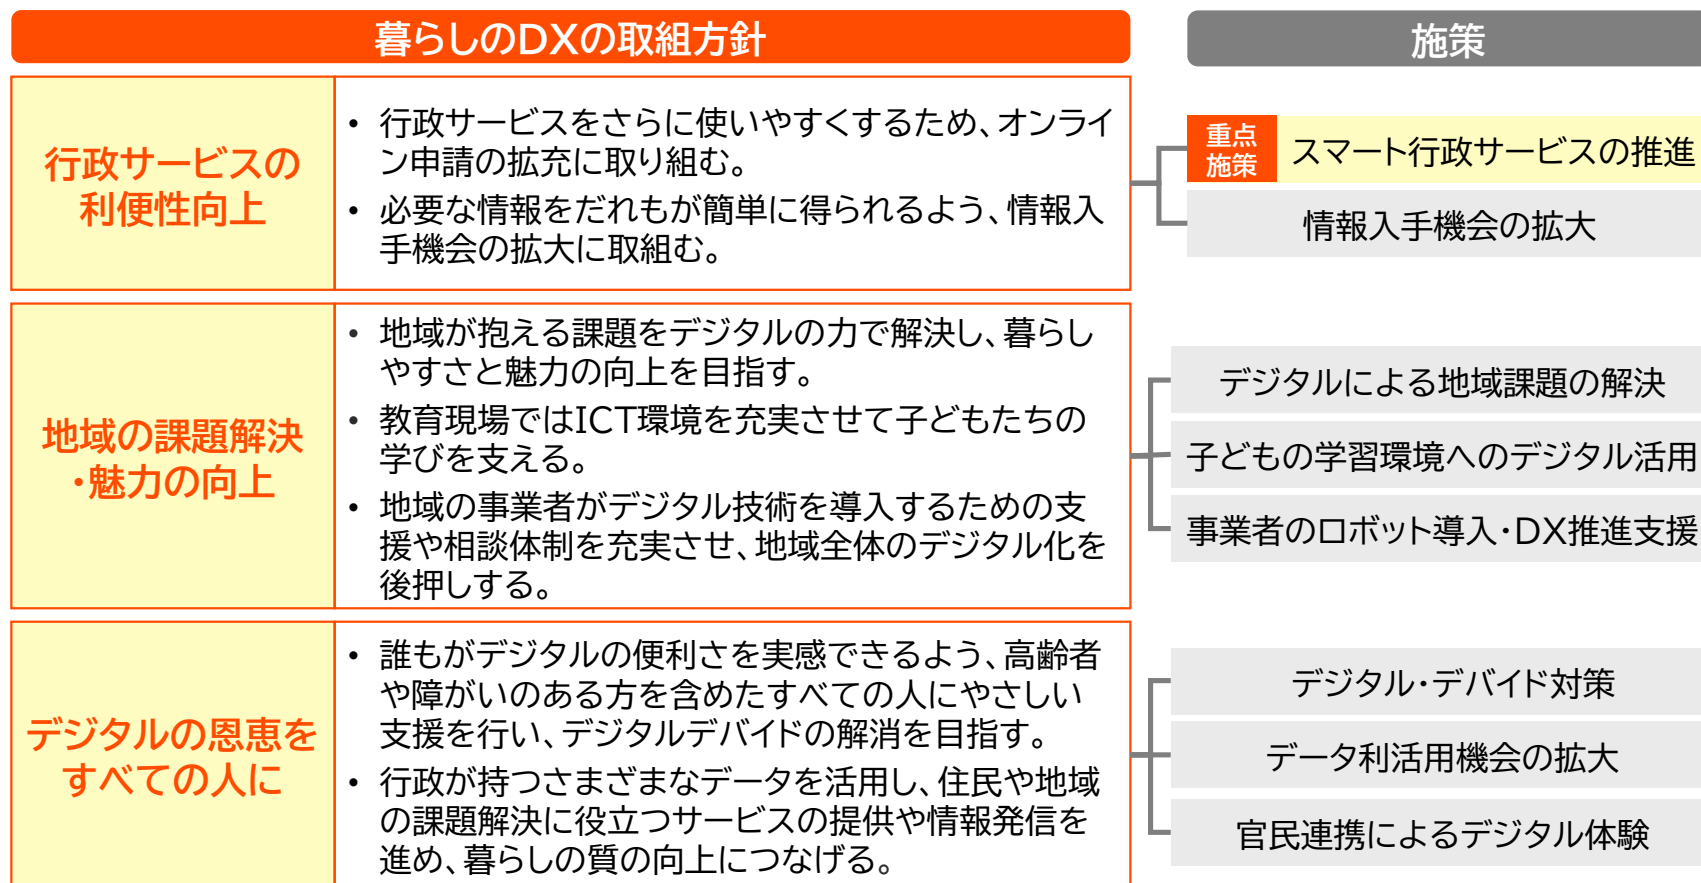 暮らしのDXの取組方針
施策
行政サービスの
利便性向上
• 行政サービスをさらに使いやすくするため、オンライ
ン申請の拡充に取り組む。
• 必要な情報をだれもが簡単に得られるよう、情報入
手機会の拡大に取組む。
重点
施策
スマート行政サービスの推進
情報入手機会の拡大
地域の課題解決
・魅力の向上
• 地域が抱える課題をデジタルの力で解決し、暮らし
やすさと魅力の向上を目指す。
• 教育現場ではICT環境を充実させて子どもたちの
学びを支える。
• 地域の事業者がデジタル技術を導入するための支
援や相談体制を充実させ、地域全体のデジタル化を
後押しする。
デジタルによる地域課題の解決
子どもの学習環境へのデジタル活用
事業者のロボット導入・DX推進支援
デジタルの恩恵を
すべての人に
• 誰もがデジタルの便利さを実感できるよう、高齢者
や障がいのある方を含めたすべての人にやさしい
支援を行い、デジタルデバイドの解消を目指す。
• 行政が持つさまざまなデータを活用し、住民や地域
の課題解決に役立つサービスの提供や情報発信を
進め、暮らしの質の向上につなげる。
デジタル・デバイド対策
データ利活用機会の拡大
官民連携によるデジタル体験